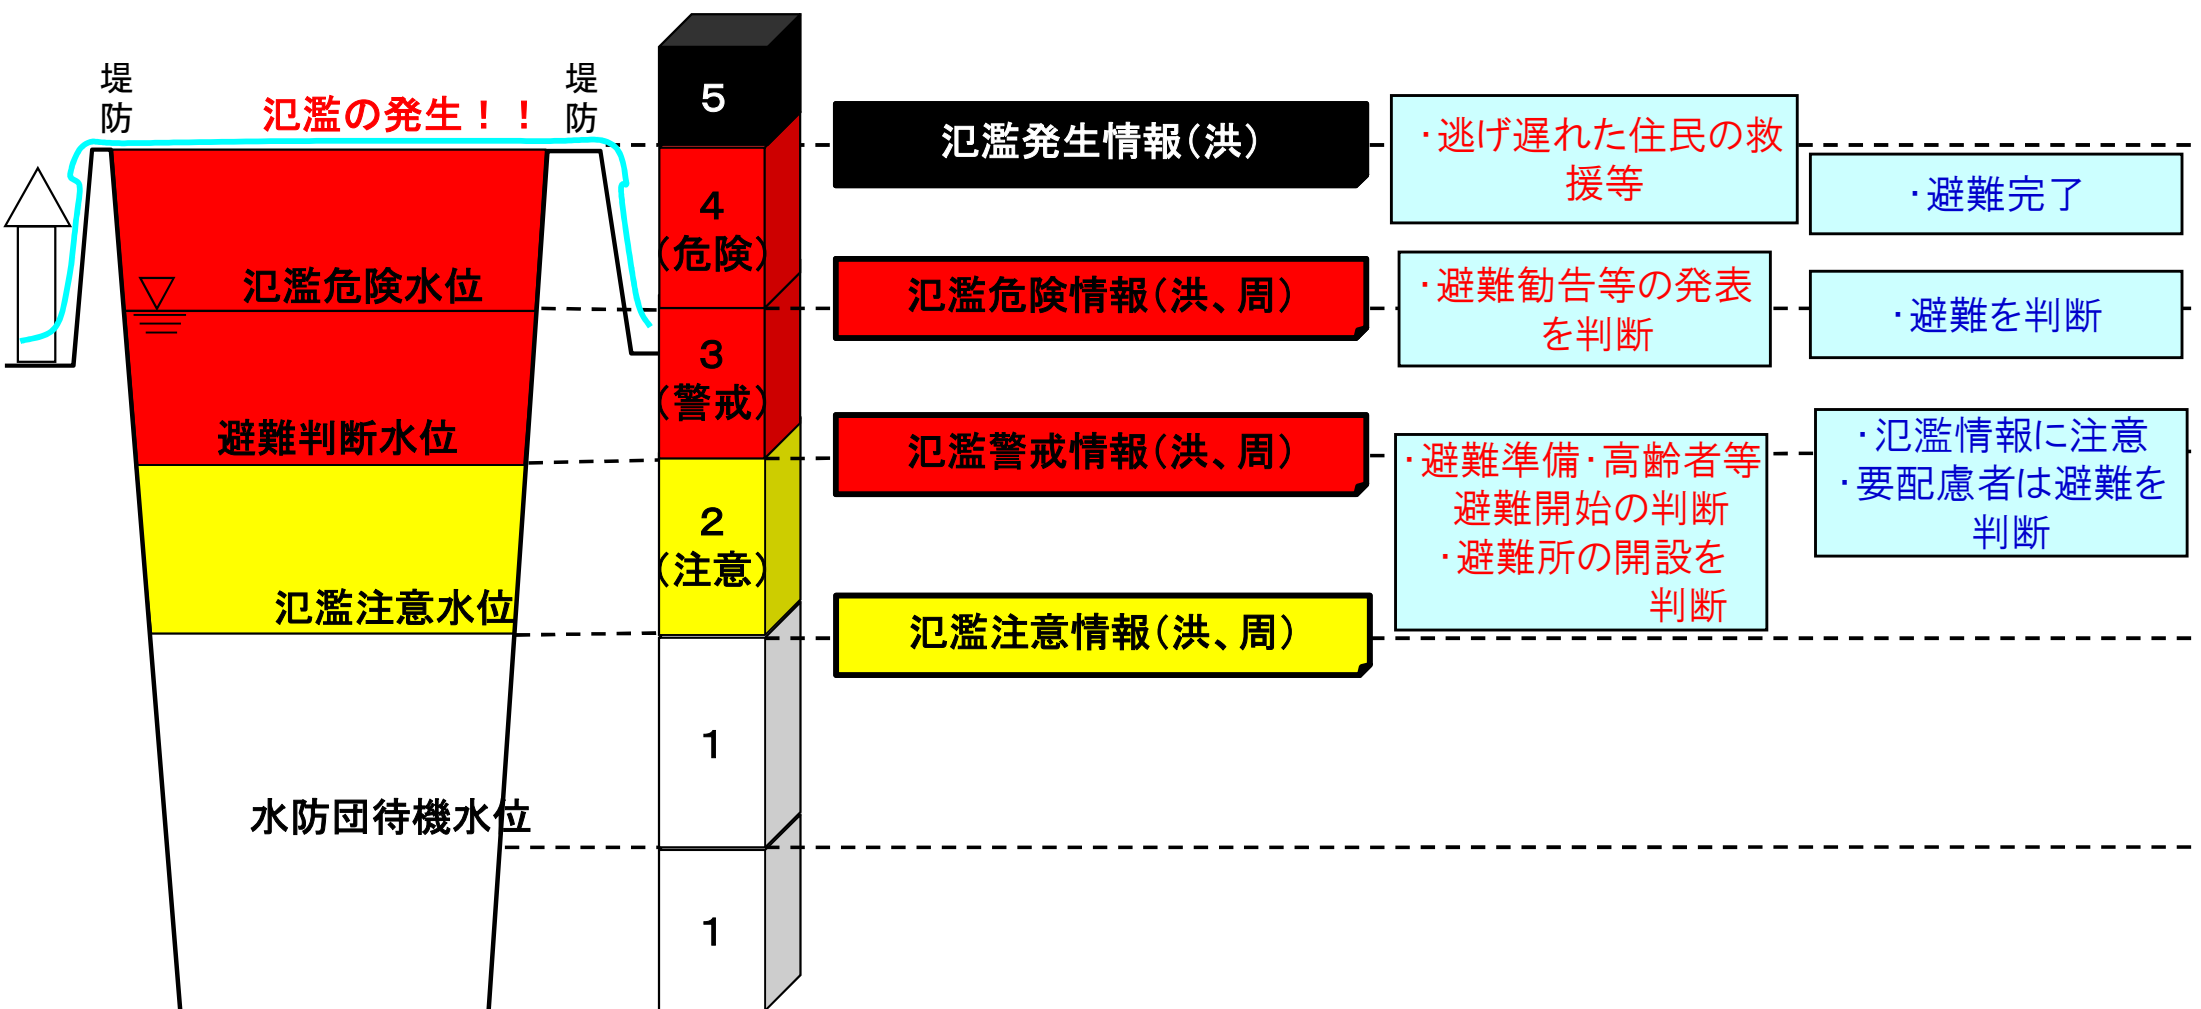 堤防
氾濫の発生！！
堤防
氾濫危険水位
避難判断水位
氾濫注意水位
水防団待機水位
5
4
(危険)
3
(警戒)
2
(注意)
1
1
氾濫発生情報(洪)
氾濫危険情報(洪、周)
氾濫警戒情報(洪、周)
氾濫注意情報(洪、周)
・逃げ遅れた住民の救
援等
・避難勧告等の発表
を判断
・避難準備・高齢者等
避難開始の判断
・避難所の開設を
判断
・避難完了
・避難を判断
・氾濫情報に注意
・要配慮者は避難を
判断